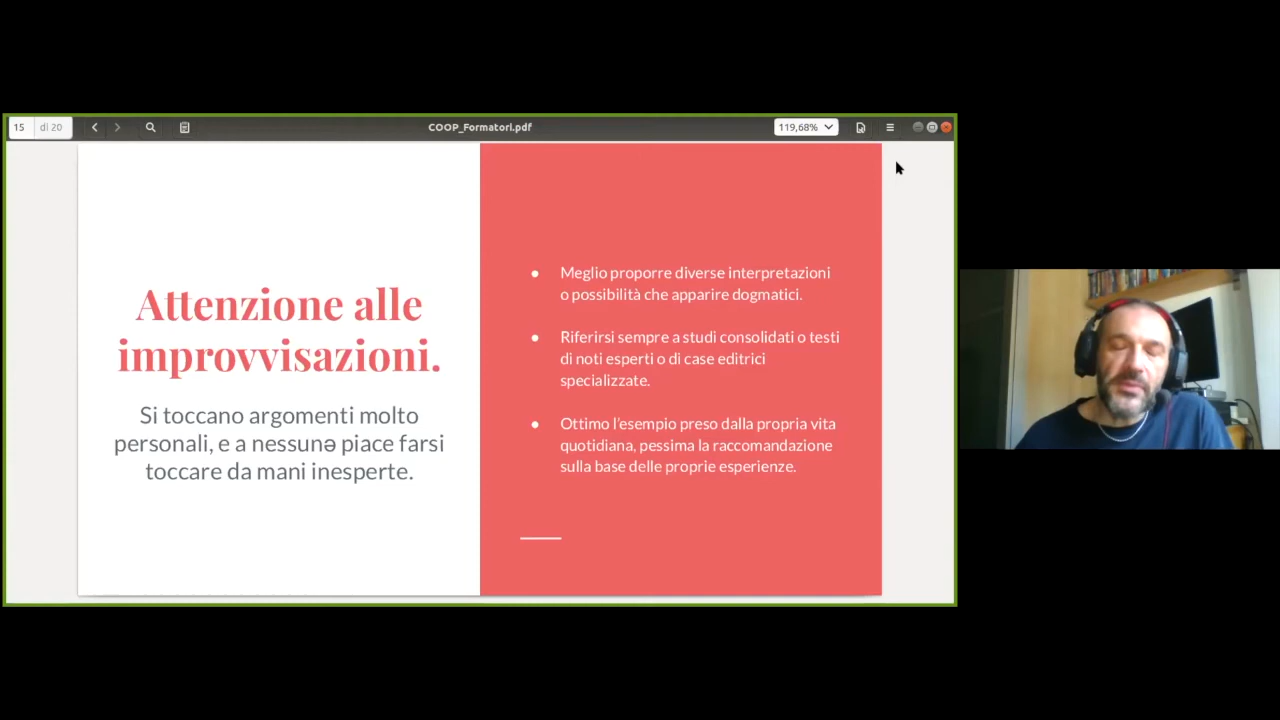 15 di 20
COOP_Formatori.pdf
119,68%
Attenzione alle
improvvisazioni.
Si toccano argomenti molto
personali, e a nessunə piace farsi
toccare da mani inesperte.
● Meglio proporre diverse interpretazioni
o possibilità che apparire dogmatici.
● Riferirsi sempre a studi consolidati o testi
di noti esperti o di case editrici
specializzate.
● Ottimo l'esempio preso dalla propria vita
quotidiana, pessima la raccomandazione
sulla base delle proprie esperienze.